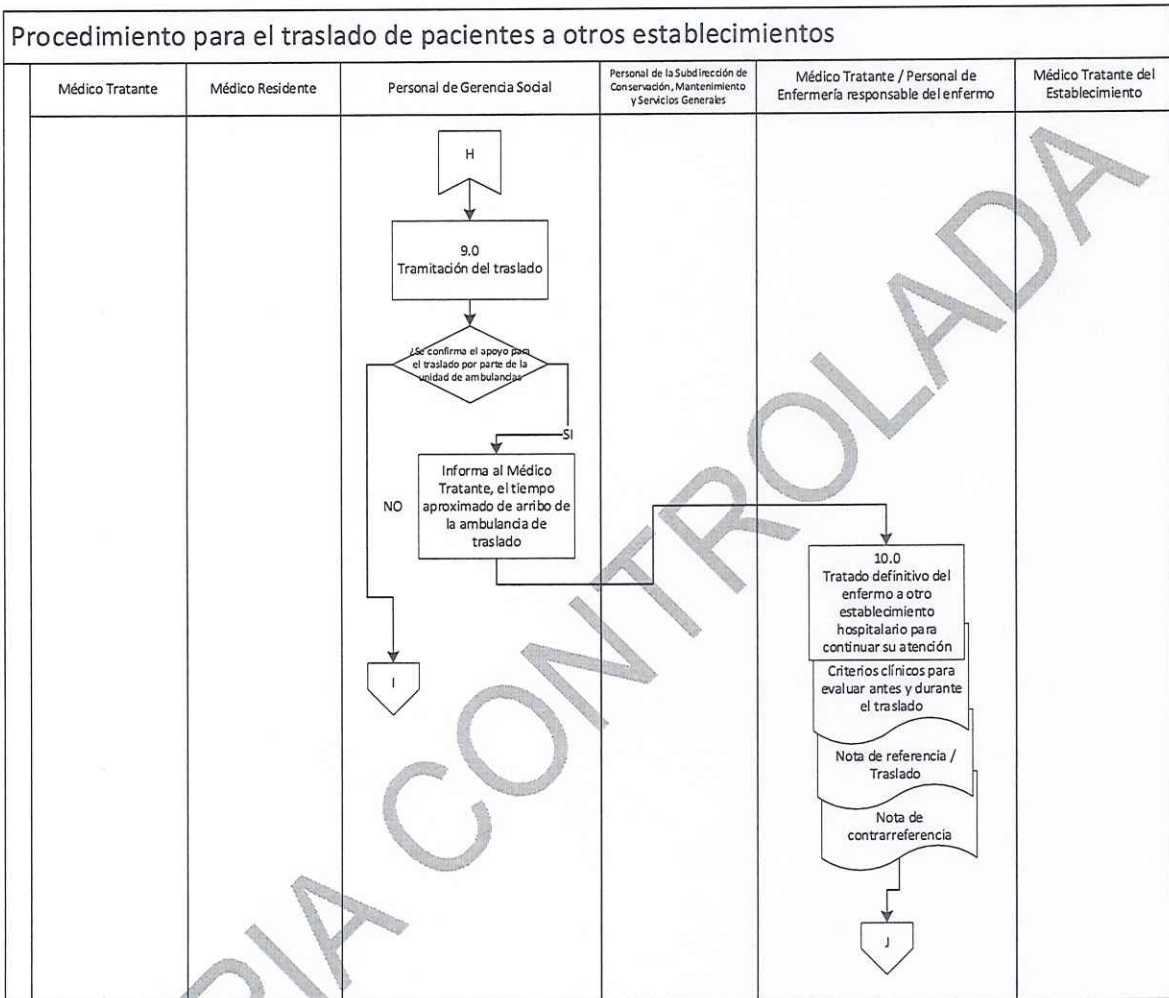 Procedimiento para el traslado de pacientes a otros establecimientos
Médico Tratante
Médico Residente
Personal de Gerencia Social
Personal de la Subdirección de
Conservación, Mantenimiento
y Servicios Generales
Médico Tratante / Personal de
Enfermería responsable del enfermo
Médico Tratante del
Establecimiento
H
9.0
Tramitación del traslado
¿Se confirma el apoyo para
el traslado por parte de la
unidad de ambulancias
SI
NO
Informa al Médico
Tratante, el tiempo
aproximado de arribo de
la ambulancia de
traslado
I
10.0
Tratado definitivo del
enfermo a otro
establecimiento
hospitalario para
continuar su atención
Criterios clínicos para
evaluar antes y durante
el traslado
Nota de referencia /
Traslado
Nota de
contrarreferencia
J
RIA CONTROLADA